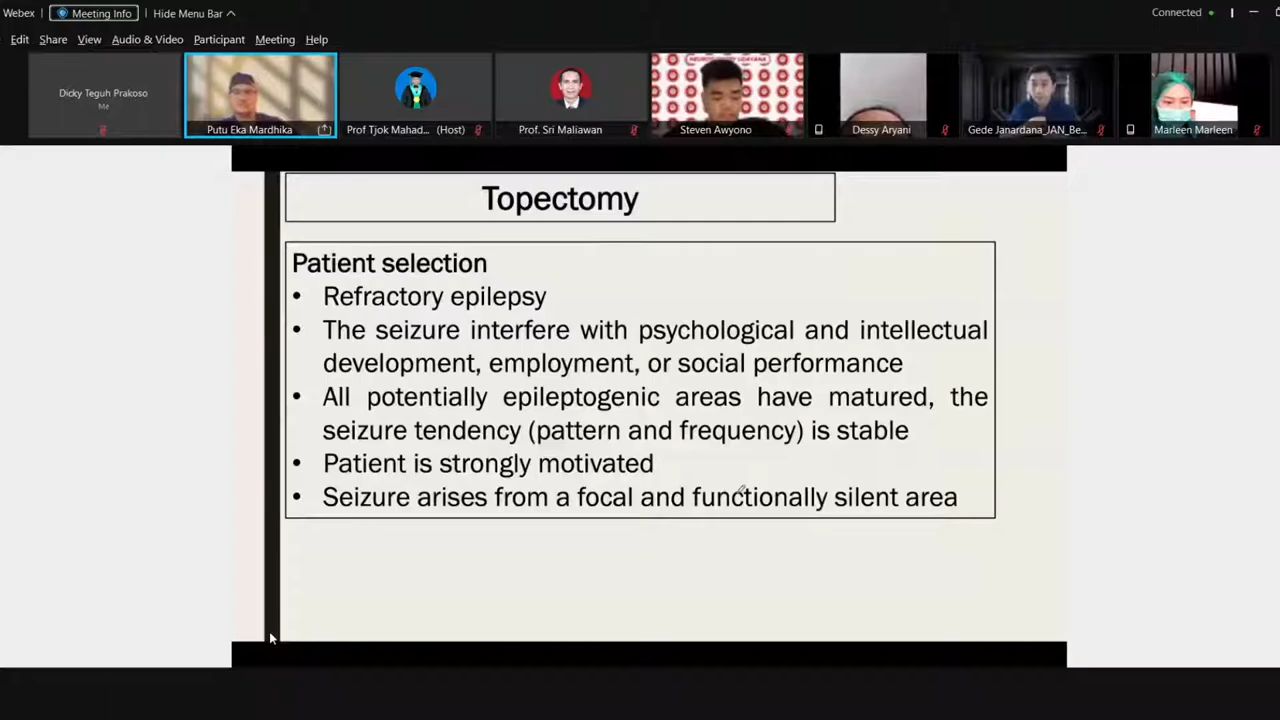 Webex
Meeting Info
Hide Menu Bar
Connected
Edit Share View Audio & Video Participant Meeting Help
Dicky Teguh Prakoso
Me
Putu Eka Mardhika
Prof Tjok Mahad... (Host)
Prof. Sri Maliawan
NEUROSURGERY UDAYANA
Steven Awyono
Dessy Aryani
Gede Janardana_JAN_Be...
Marleen Marleen
Topectomy
Patient selection
• Refractory epilepsy
• The seizure interfere with psychological and intellectual
development, employment, or social performance
• All potentially epileptogenic areas have matured, the
seizure tendency (pattern and frequency) is stable
• Patient is strongly motivated
• Seizure arises from a focal and functionally silent area